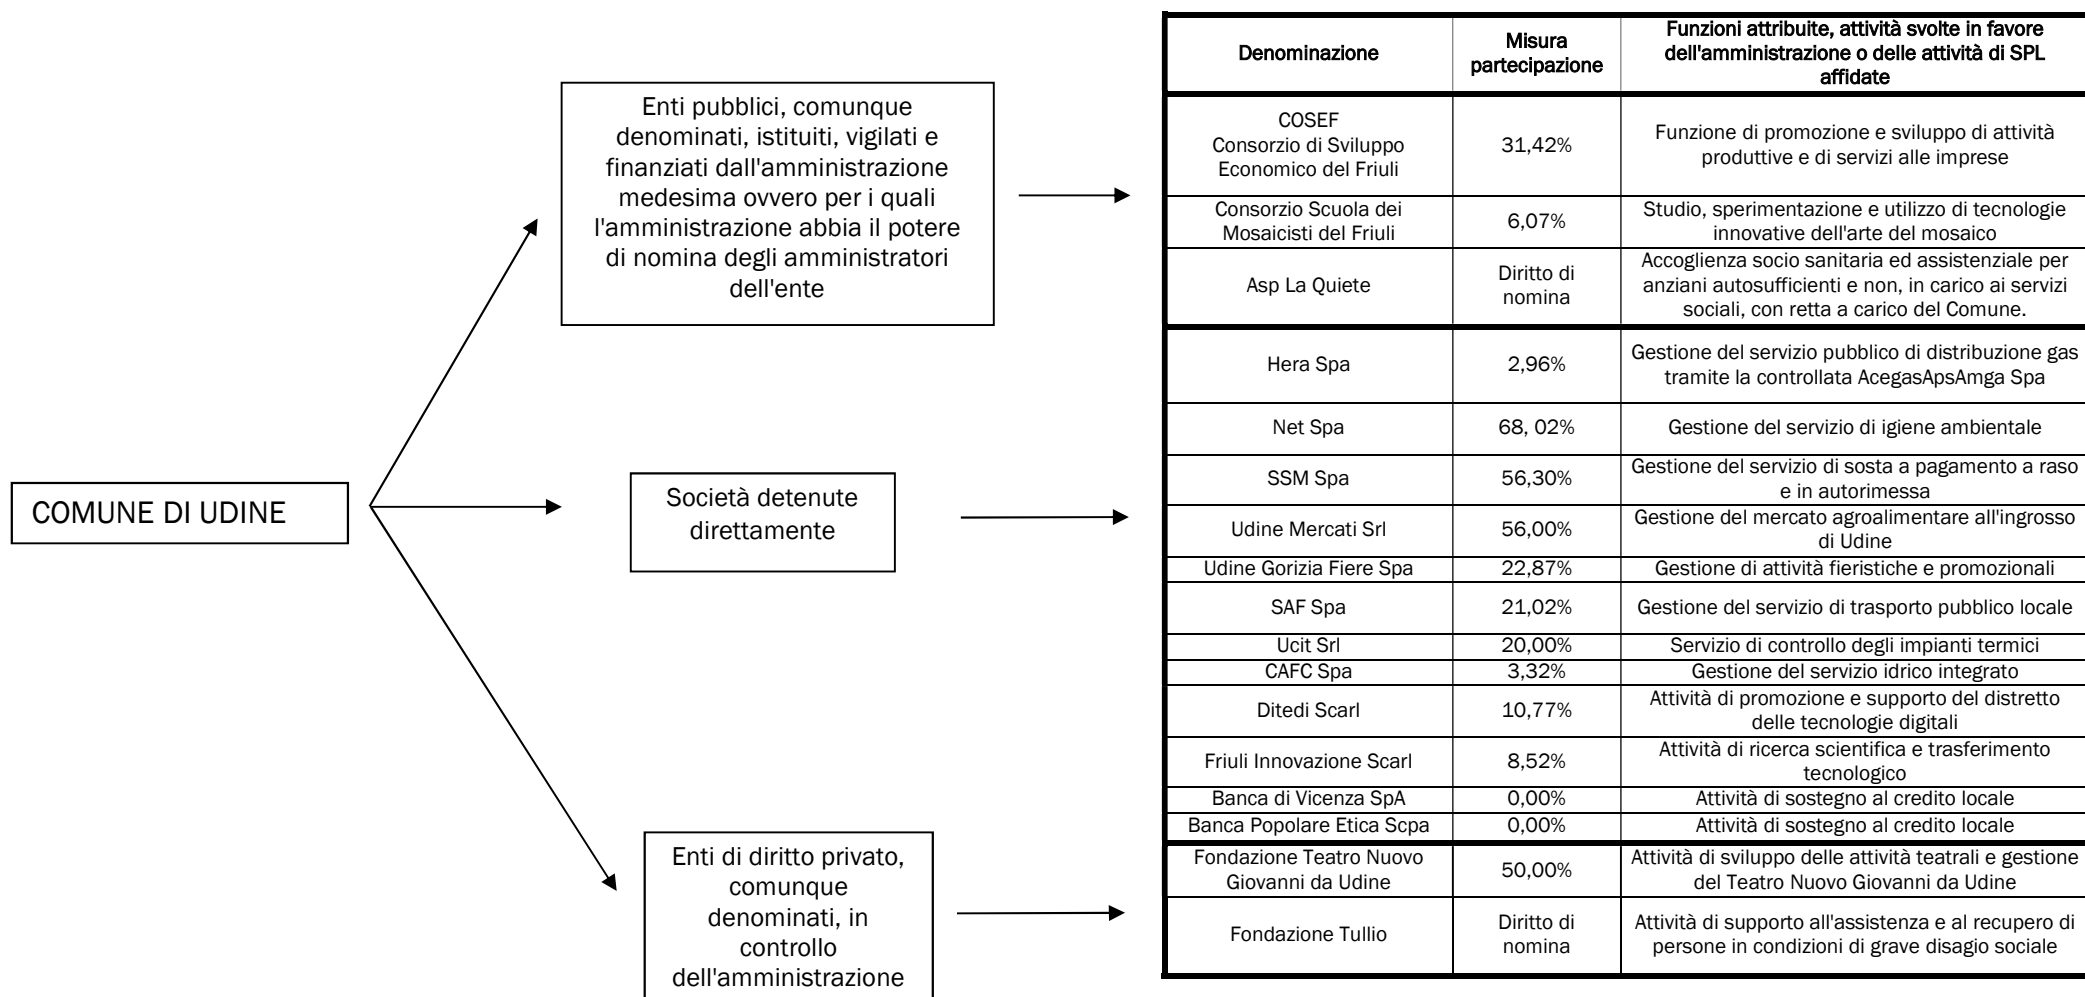 COMUNE DI UDINE
Enti pubblici, comunque
denominati, istituiti, vigilati e
finanziati dall'amministrazione
medesima ovvero per i quali
l'amministrazione abbia il potere
di nomina degli amministratori
dell'ente
Società detenute
direttamente
Enti di diritto privato,
comunque
denominati, in
controllo
dell'amministrazione
Denominazione
Misura
partecipazione
Funzioni attribuite, attività svolte in favore
dell'amministrazione o delle attività di SPL
affidate
COSEF
Consorzio di Sviluppo
Economico del Friuli
31,42%
Funzione di promozione e sviluppo di attività
produttive e di servizi alle imprese
Consorzio Scuola dei
Mosaicisti del Friuli
6,07%
Studio, sperimentazione e utilizzo di tecnologie
innovative dell'arte del mosaico
Asp La Quiete
Diritto di
nomina
Accoglienza socio sanitaria ed assistenziale per
anziani autosufficienti e non, in carico ai servizi
sociali, con retta a carico del Comune.
Hera Spa
2,96%
Gestione del servizio pubblico di distribuzione gas
tramite la controllata AcegasApsAmga Spa
Net Spa
68, 02%
Gestione del servizio di igiene ambientale
SSM Spa
56,30%
Gestione del servizio di sosta a pagamento a raso
e in autorimessa
Udine Mercati Srl
56,00%
Gestione del mercato agroalimentare all'ingrosso
di Udine
Udine Gorizia Fiere Spa
22,87%
Gestione di attività fieristiche e promozionali
SAF Spa
21,02%
Gestione del servizio di trasporto pubblico locale
Ucit Srl
20,00%
Servizio di controllo degli impianti termici
CAFC Spa
3,32%
Gestione del servizio idrico integrato
Ditedi Scarl
10,77%
Attività di promozione e supporto del distretto
delle tecnologie digitali
Friuli Innovazione Scarl
8,52%
Attività di ricerca scientifica e trasferimento
tecnologico
Banca di Vicenza SpA
0,00%
Attività di sostegno al credito locale
Banca Popolare Etica Scpa
0,00%
Attività di sostegno al credito locale
Fondazione Teatro Nuovo
Giovanni da Udine
50,00%
Attività di sviluppo delle attività teatrali e gestione
del Teatro Nuovo Giovanni da Udine
Fondazione Tullio
Diritto di
nomina
Attività di supporto all'assistenza e al recupero di
persone in condizioni di grave disagio sociale